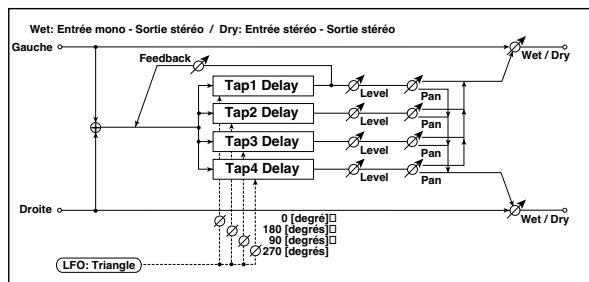 Wet: Entrée mono - Sortie stéréo / Dry: Entrée stéréo - Sortie stéréo
Gauche
Feedback
Wet / Dry
Tap1 Delay
Level
Pan
Tap2 Delay
Level
Pan
Tap3 Delay
Level
Pan
Tap4 Delay
Level
Pan
Droite
Wet / Dry
0 [degré]
180 [degrés]
90 [degrés]
270 [degrés]
LFO: Triangle